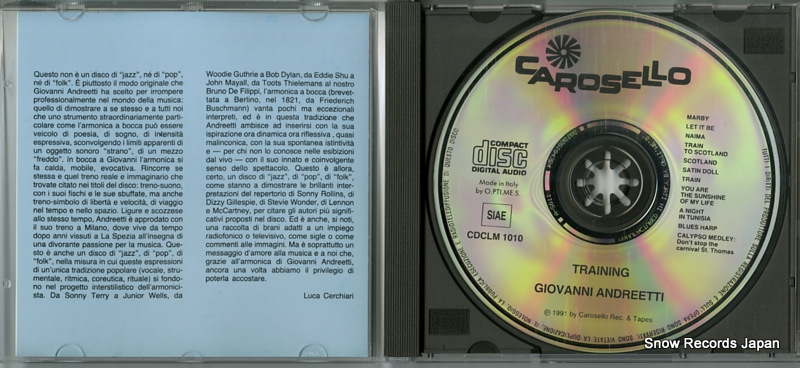 Questo non è un disco di “jazz”, né di “pop”,
né di “folk”. È piuttosto il modo originale che
Giovanni Andreetti ha scelto per irrompere
professionalmente nel mondo della musica:
quello di dimostrare a se stesso e a tutti noi
che uno strumento straordinariamente parti-
colare come l'armonica a bocca può essere
veicolo di poesia, di sogno, di intensità
espressiva, sconvolgendo i limiti apparenti di
un oggetto sonoro “strano”, di un mezzo
“freddo”. In bocca a Giovanni l'armonica si
fa calda, mobile, evocativa. Rincorre se
stessa e quel treno reale e immaginario che
trovate citato nei titoli del disco: treno-suono,
con i suoi fischi e le sue stuffate, ma anche
treno-simbolo di libertà e velocità, di viaggio
nel tempo e nello spazio. Ligure e scozzese
allo stesso tempo, Andreetti è approdato con
il suo treno a Milano, dove vive da tempo
dopo anni vissuti a La Spezia all'insegna di
una divorante passione per la musica. Que-
sto è anche un disco di “jazz”, di “pop”, di
“folk”, nella misura in cui queste espressioni
di un'unica tradizione popolare (vocale, stru-
mentale, ritmica, coreutica, rituale) si fondo-
no nel progetto interstilistico dell'armonici-
sta. Da Sonny Terry a Junior Wells, da
Woodie Guthrie a Bob Dylan, da Eddie Shu a
John Mayall, da Toots Thielemans al nostro
Bruno De Filippi, l'armonica a bocca (brevet-
tata a Berlino, nel 1821, da Friederich
Buschmann) vanta pochi ma eccezionali
interpreti, ed è in questa tradizione che
Andreetti ambisce ad inserirsi con la sua
ispirazione ora dinamica ora riflessiva, quasi
malinconica, con la sua spontanea istintività
e — per chi non lo conosce nelle esibizioni
dal vivo — con il suo innato e coinvolgente
senso dello spettacolo. Questo è allora,
certo, un disco di “jazz”, di “pop”, di “folk”,
come stanno a dimostrare le brillanti inter-
pretazioni del repertorio di Sonny Rollins, di
Dizzy Gillespie, di Stevie Wonder, di Lennon
e McCartney, per citare gli autori più signifi-
cativi proposti nel disco. Ed è anche, si noti,
una raccolta di brani adatti a un impiego
radiofonico o televisivo, come sigle o come
commenti alle immagini. Ma è soprattutto un
messaggio d'amore alla musica e a noi che,
grazie all'armonica di Giovanni Andreetti,
ancora una volta abbiamo il privilegio di
poterla accostare.
Luca Cerchiari
CAROSELLO
COMPACT
disc
DIGITAL AUDIO
Made in Italy
by O.P.TI.ME.S.
SIAE
CDCLM 1010
MARBY
LET IT BE
NAIMA
TRAIN
TO SCOTLAND
SCOTLAND
SATIN DOLL
TRAIN
YOU ARE
THE SUNSHINE
OF MY LIFE
A NIGHT
IN TUNISIA
BLUES HARP
CALYPSO MEDLEY:
Don't stop the
carnival St. Thomas
TRAINING
GIOVANNI ANDREETTI
℗ 1991 by Carosello Rec. & Tapes
Snow Records Japan